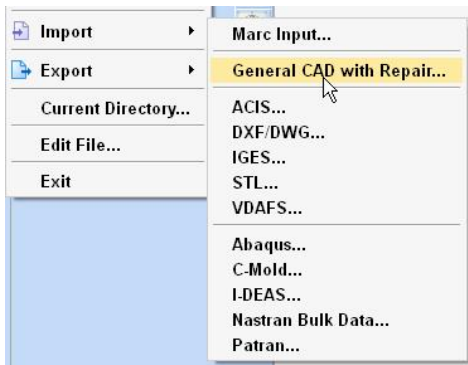 Import
Export
Current Directory...
Edit File...
Exit
Marc Input...
General CAD with Repair...
ACIS...
DXF/DWG...
IGES...
STL...
VDAFS...
Abaqus...
C-Mold...
I-DEAS...
Nastran Bulk Data...
Patran...